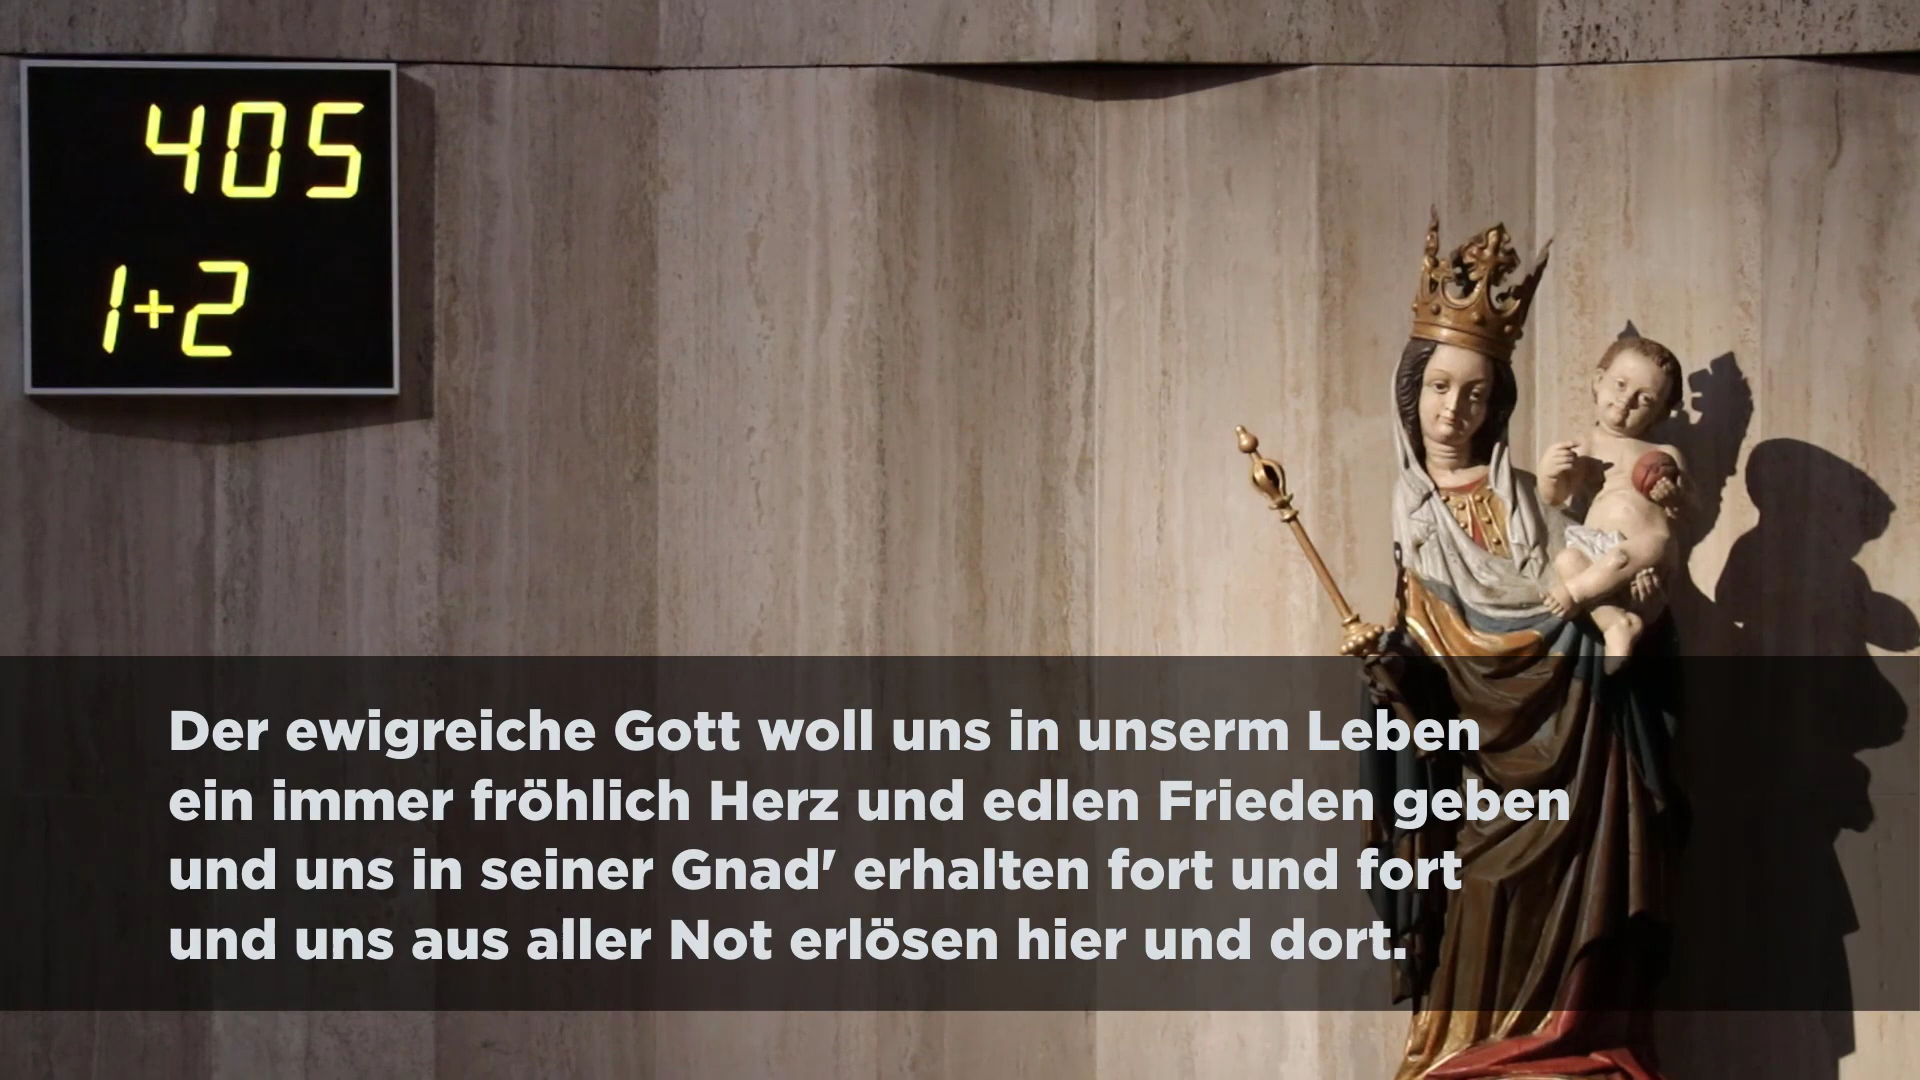 405
1+2
Der ewigreiche Gott woll uns in unserm Leben
ein immer fröhlich Herz und edlen Frieden geben
und uns in seiner Gnad' erhalten fort und fort
und uns aus aller Not erlösen hier und dort.